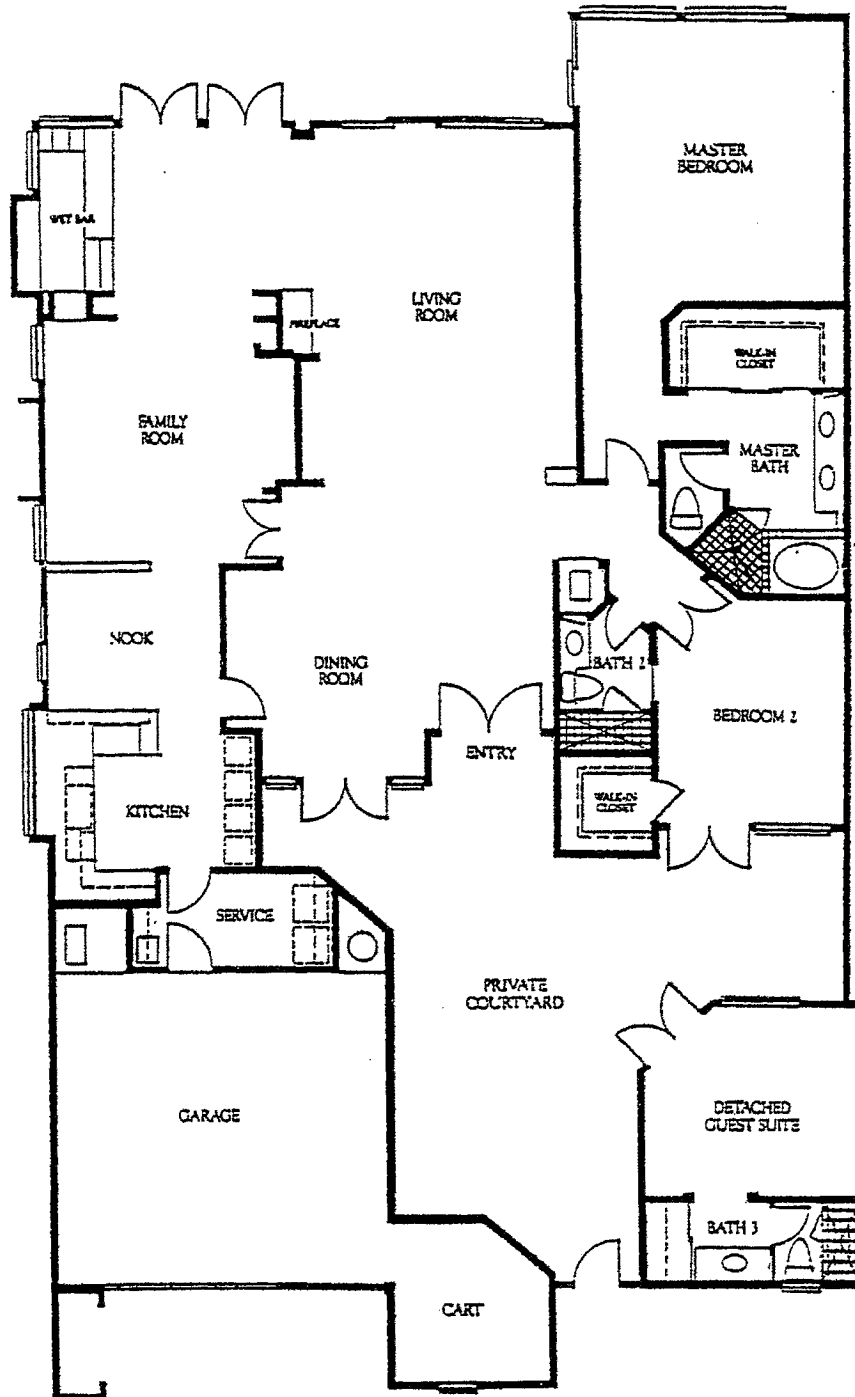 MASTER
BEDROOM
WET BAR
LIVING
ROOM
FIREPLACE
WALK-IN
CLOSET
FAMILY
ROOM
MASTER
BATH
NOOK
DINING
ROOM
BATH 2
BEDROOM 2
ENTRY
KITCHEN
WALK-IN
CLOSET
SERVICE
PRIVATE
COURTYARD
GARAGE
DETACHED
GUEST SUITE
BATH 3
CART